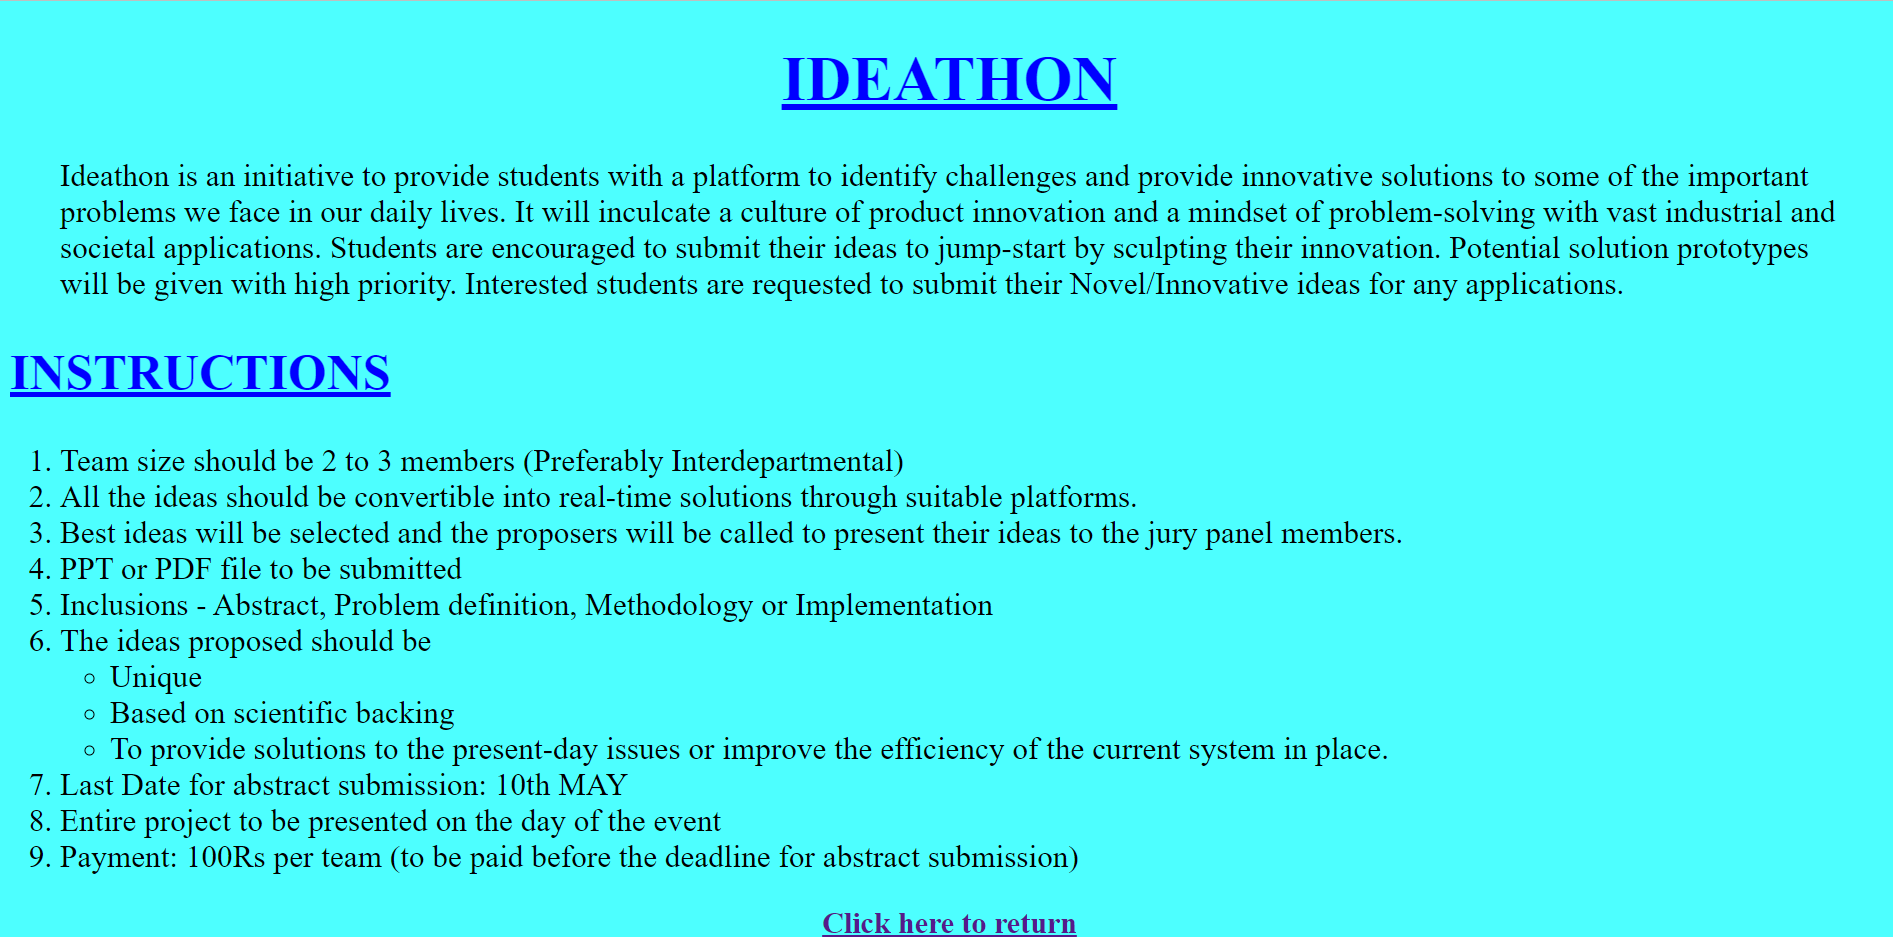 IDEATHON
Ideathon is an initiative to provide students with a platform to identify challenges and provide innovative solutions to some of the important
problems we face in our daily lives. It will inculcate a culture of product innovation and a mindset of problem-solving with vast industrial and
societal applications. Students are encouraged to submit their ideas to jump-start by sculpting their innovation. Potential solution prototypes
will be given with high priority. Interested students are requested to submit their Novel/Innovative ideas for any applications.
INSTRUCTIONS
1. Team size should be 2 to 3 members (Preferably Interdepartmental)
2. All the ideas should be convertible into real-time solutions through suitable platforms.
3. Best ideas will be selected and the proposers will be called to present their ideas to the jury panel members.
4. PPT or PDF file to be submitted
5. Inclusions - Abstract, Problem definition, Methodology or Implementation
6. The ideas proposed should be
◦ Unique
◦ Based on scientific backing
◦ To provide solutions to the present-day issues or improve the efficiency of the current system in place.
7. Last Date for abstract submission: 10th MAY
8. Entire project to be presented on the day of the event
9. Payment: 100Rs per team (to be paid before the deadline for abstract submission)
Click here to return